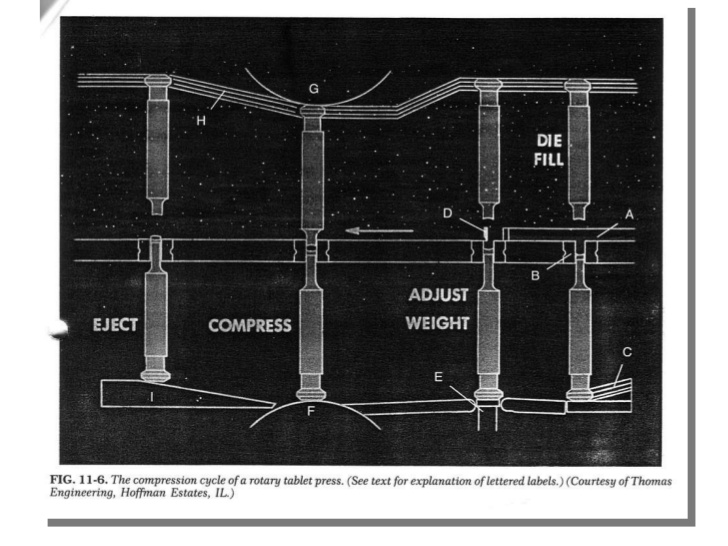 G
H
DIE
FILL
D
A
B
ADJUST
EJECT
COMPRESS
WEIGHT
C
E
I
F
FIG. 11-6. The compression cycle of a rotary tablet press. (See text for explanation of lettered labels.) (Courtesy of Thomas
Engineering, Hoffman Estates, IL.)